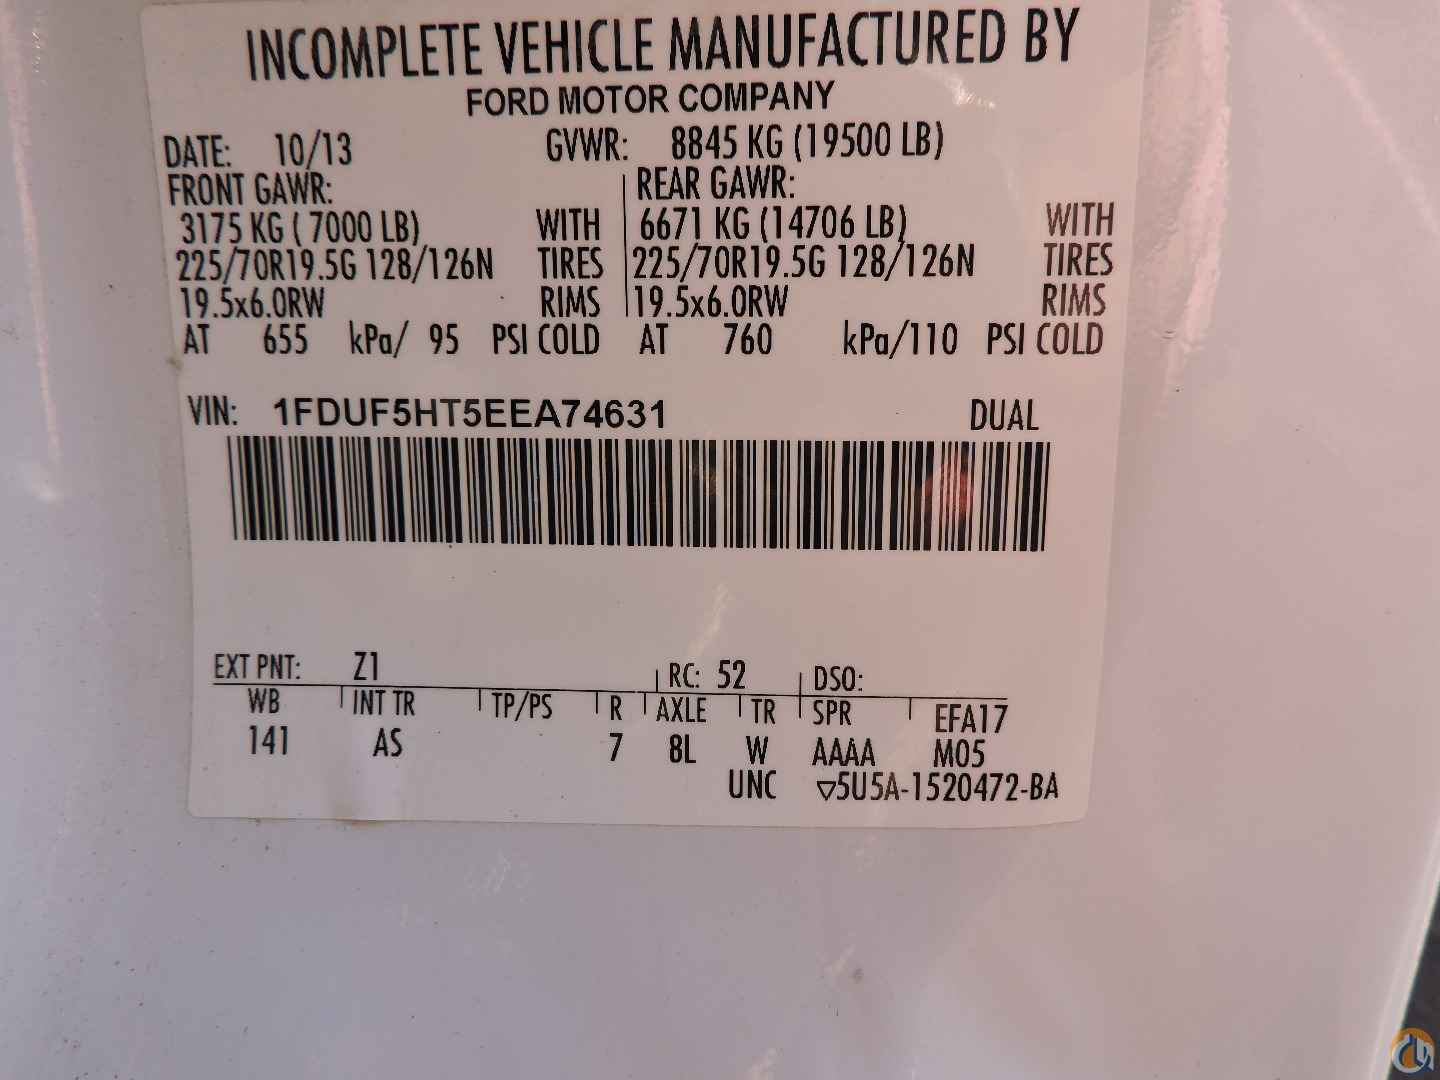 INCOMPLETE VEHICLE MANUFACTURED BY
FORD MOTOR COMPANY
DATE: 10/13 GVWR: 8845 KG (19500 LB)
FRONT GAWR: REAR GAWR:
3175 KG ( 7000 LB) WITH 6671 KG (14706 LB) WITH
225/70R19.5G 128/126N TIRES 225/70R19.5G 128/126N TIRES
19.5x6.0RW RIMS 19.5x6.0RW RIMS
AT 655 kPa/ 95 PSI COLD AT 760 kPa/110 PSI COLD
VIN: 1FDUF5HT5EEA74631 DUAL
EXT PNT: Z1 RC: 52 DSO:
WB INT TR TP/PS R AXLE TR SPR EFA17
141 AS 7 8L W AAAA M05
UNC ▽5U5A-1520472-BA